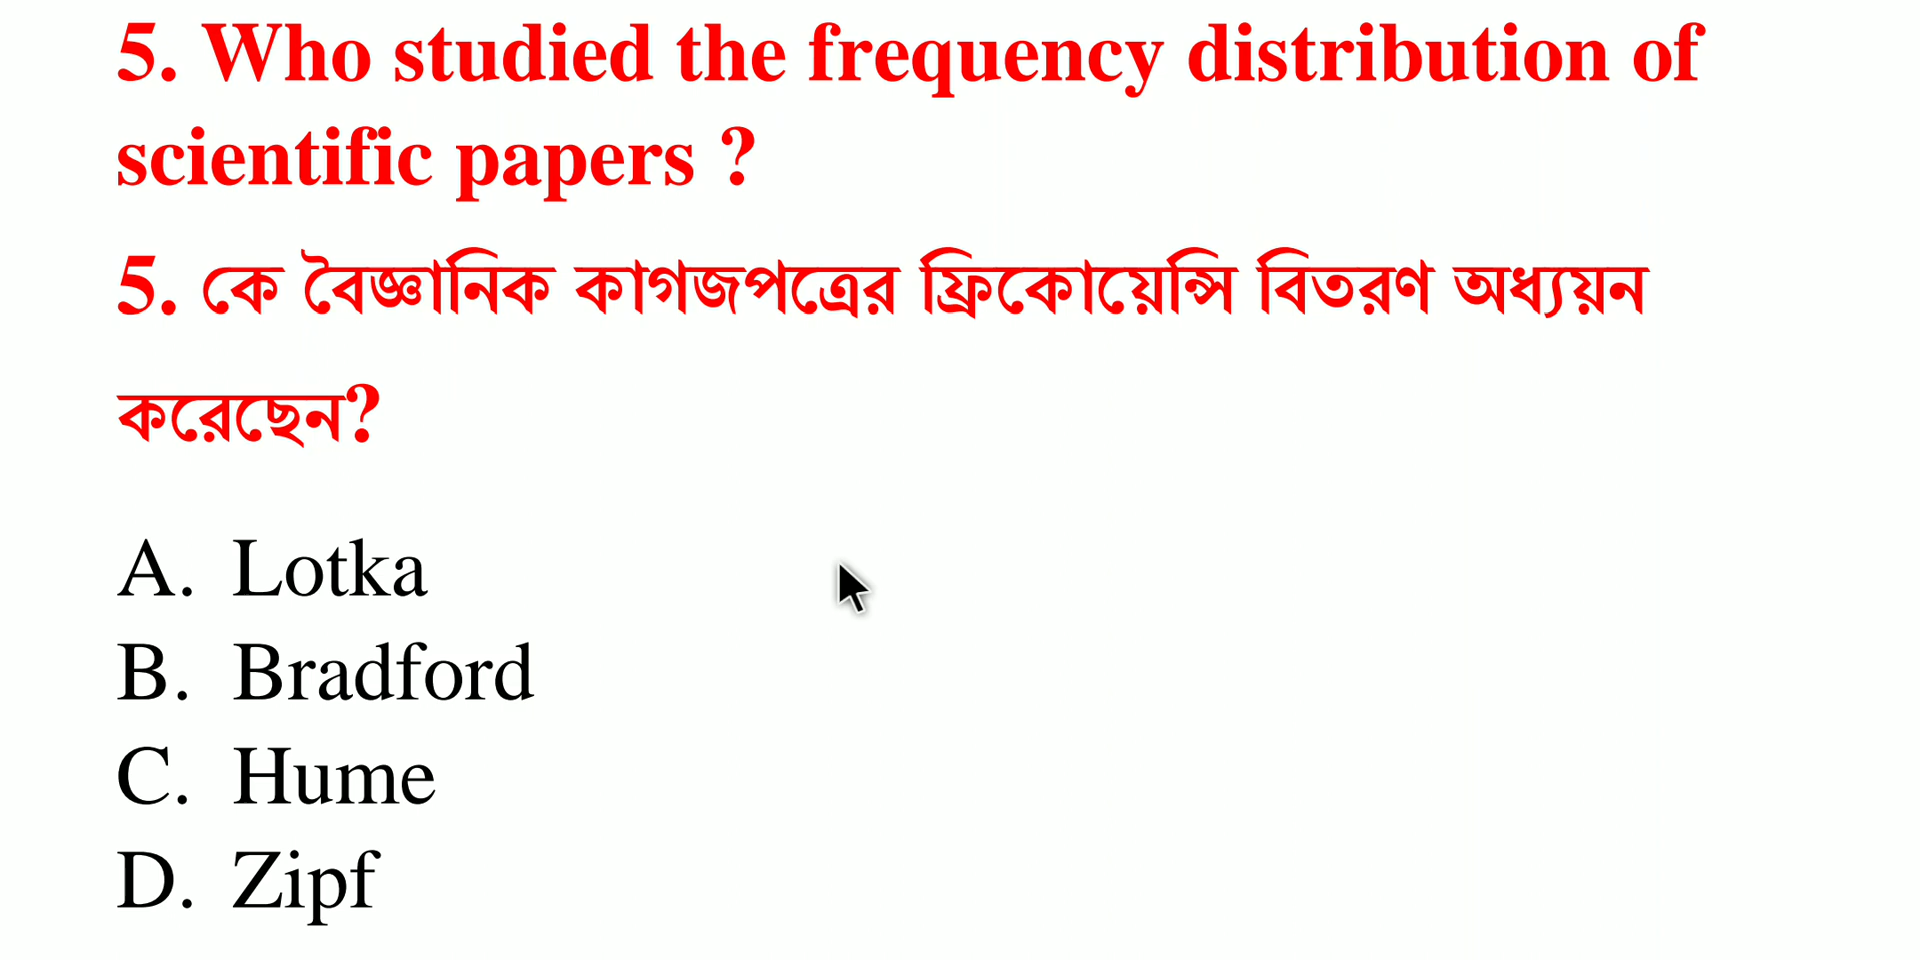 5. Who studied the frequency distribution of
scientific papers ?
5. কে বৈজ্ঞানিক কাগজপত্রের ফ্রিকোয়েন্সি বিতরণ অধ্যয়ন
করেছেন?
A. Lotka
B. Bradford
C. Hume
D. Zipf